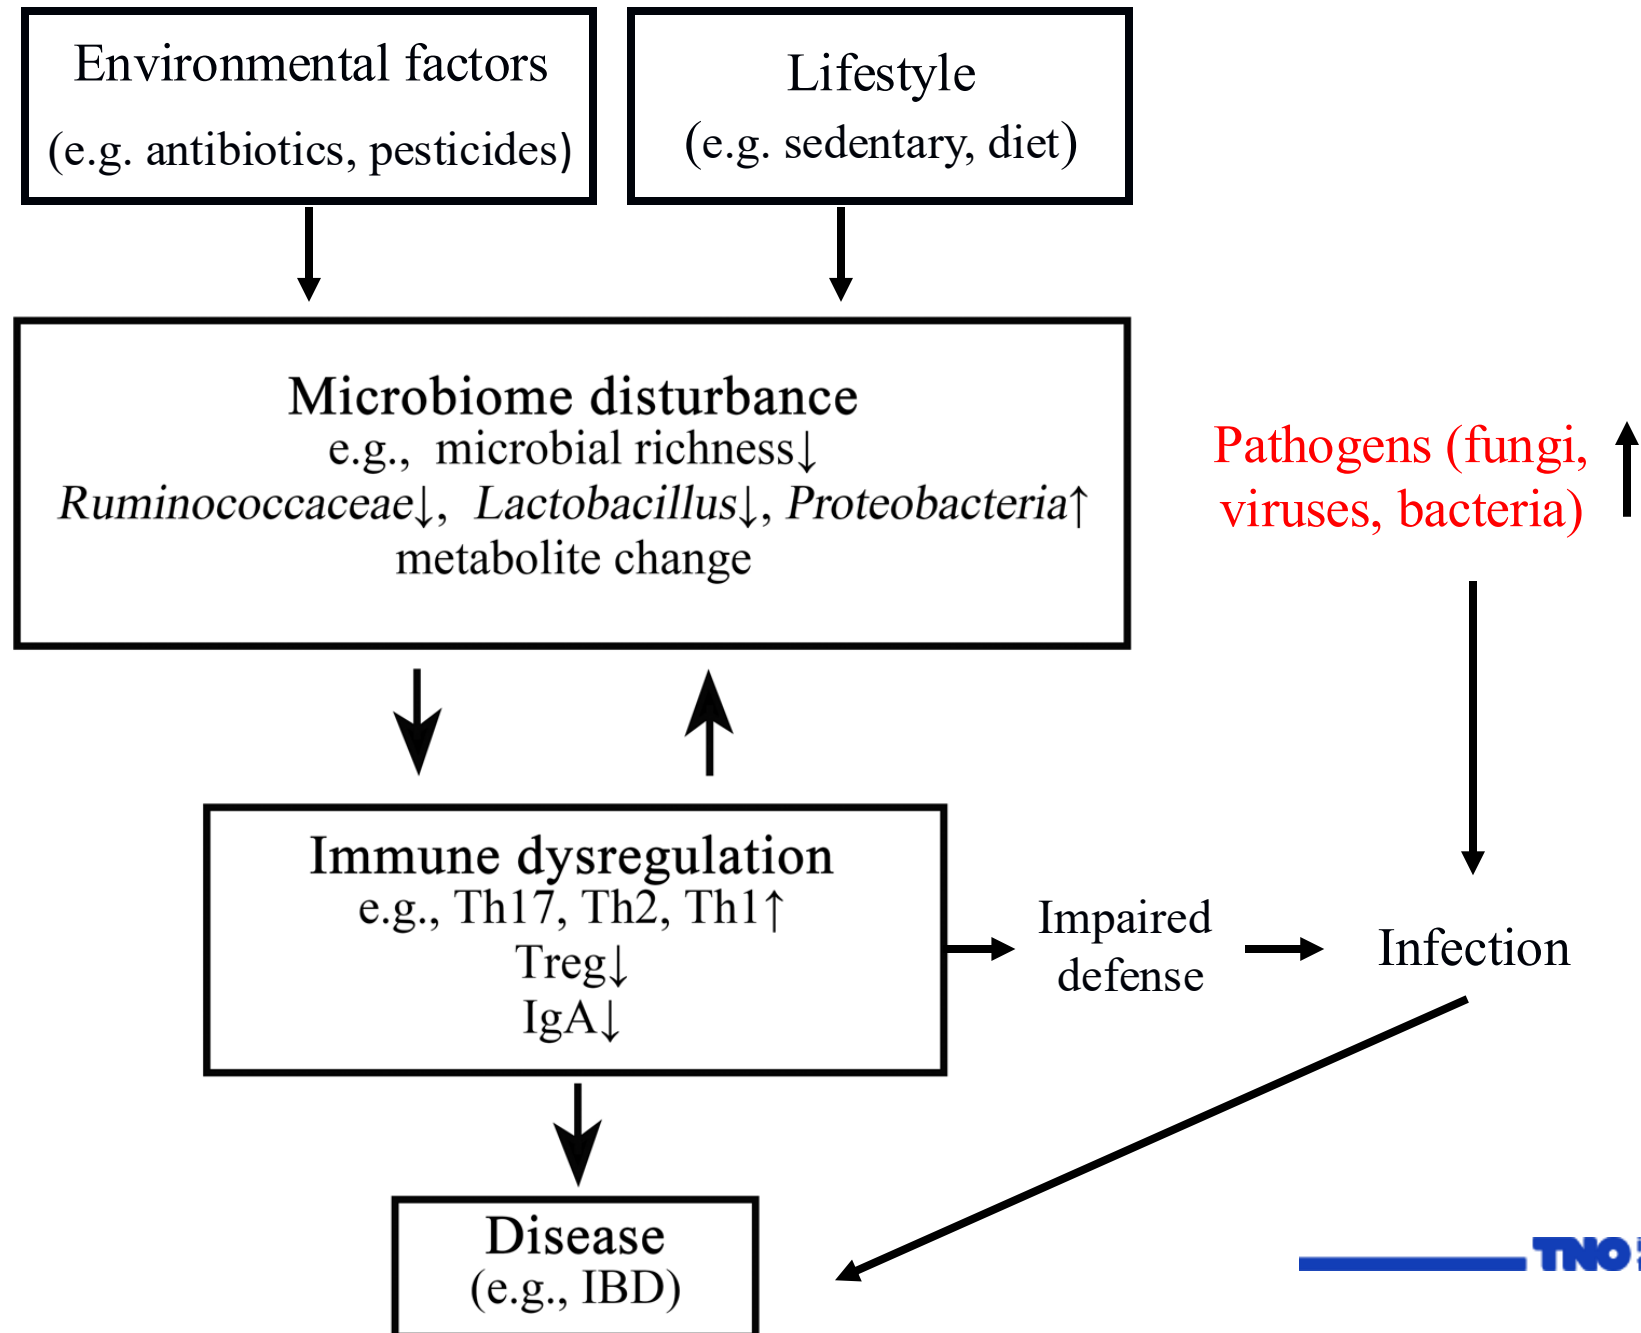 Environmental factors
(e.g. antibiotics, pesticides)
Lifestyle
(e.g. sedentary, diet)
Microbiome disturbance
e.g., microbial richness↓
Ruminococcaceae↓, Lactobacillus↓, Proteobacteria↑
metabolite change
Pathogens (fungi,
viruses, bacteria)
Immune dysregulation
e.g., Th17, Th2, Th1↑
Treg↓
IgA↓
Impaired
defense
Infection
Disease
(e.g., IBD)
TNO